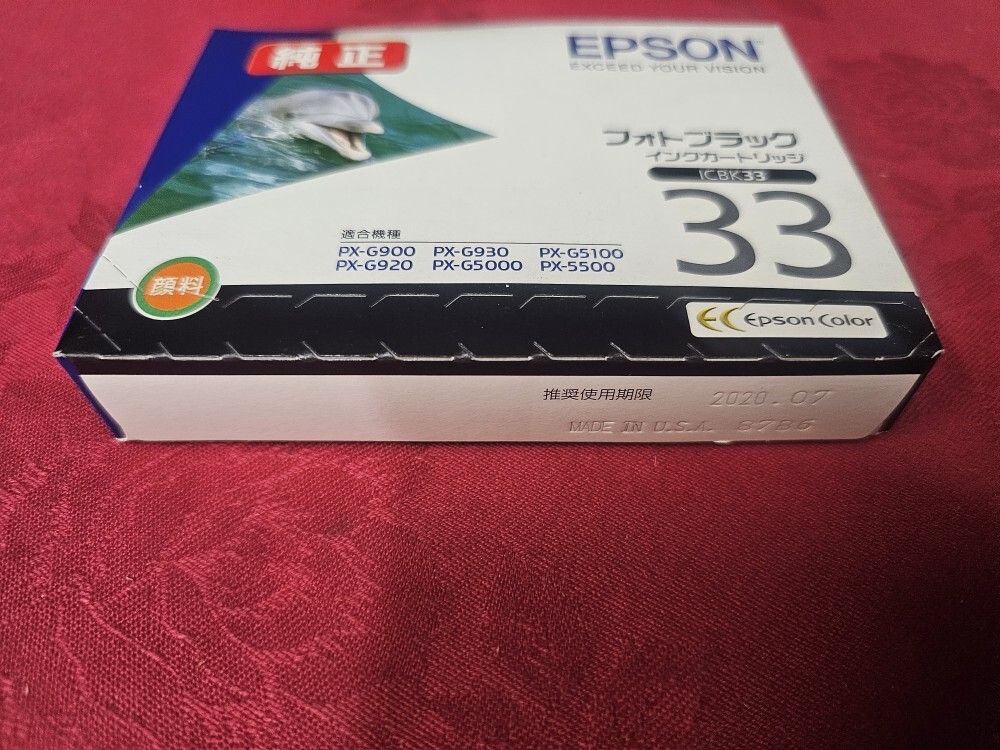 純正
EPSON
EXCEED YOUR VISION
フォトブラック
インクカートリッジ
ICBK33
33
適合機種
PX-G900 PX-G930 PX-G5100
PX-G920 PX-G5000 PX-5500
顔料
EC Epson Color
推奨使用期限 2020.07
MADE IN U.S.A. 8786